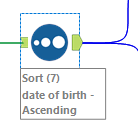 Sort (7)
date of birth -
Ascending